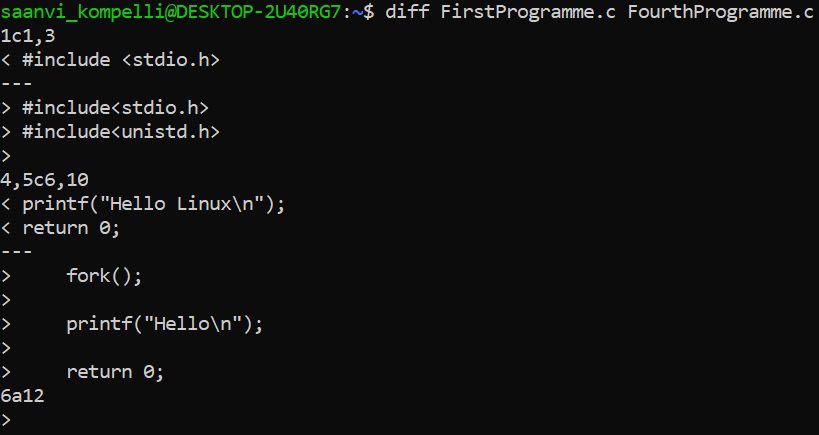 saanvi_kompelli@DESKTOP-2U40RG7:~$ diff FirstProgramme.c FourthProgramme.c
1c1,3
< #include <stdio.h>
---
> #include<stdio.h>
> #include<unistd.h>
>
4,5c6,10
< printf("Hello Linux\n");
< return 0;
---
>     fork();
>
>     printf("Hello\n");
>
>     return 0;
6a12
>